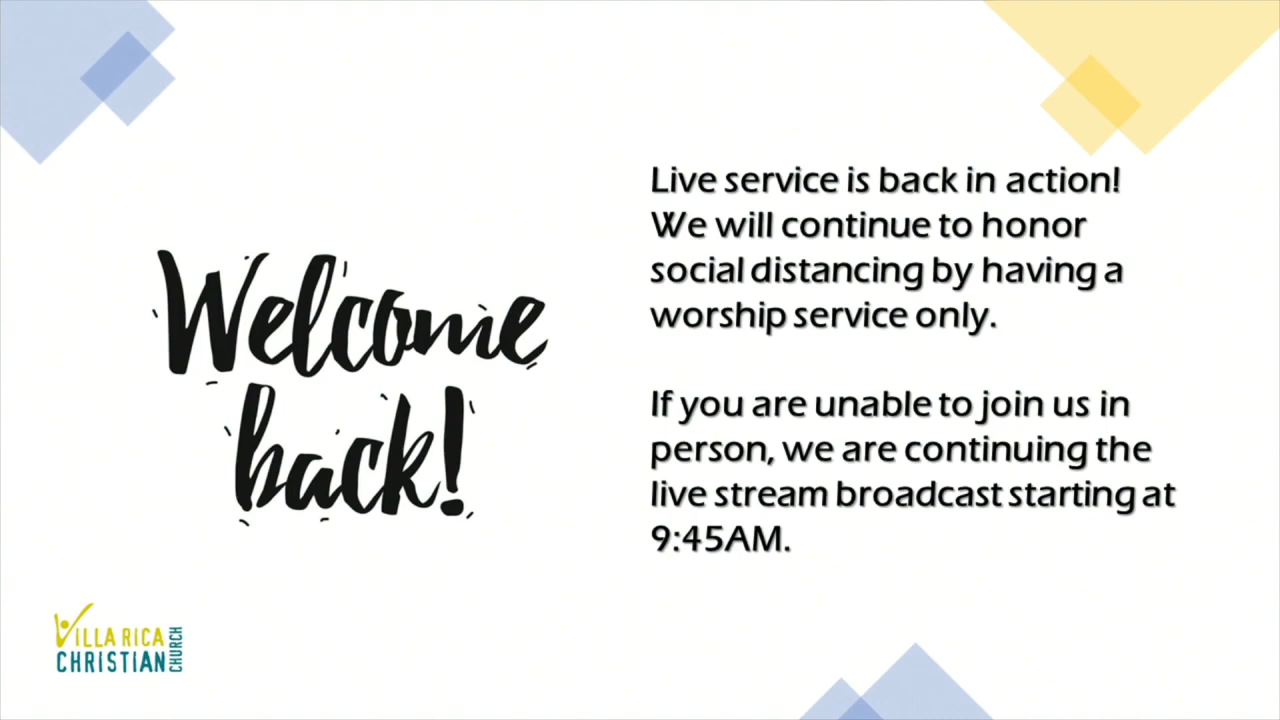 Welcome
back!
Live service is back in action!
We will continue to honor
social distancing by having a
worship service only.
If you are unable to join us in
person, we are continuing the
live stream broadcast starting at
9:45AM.
VILLA RICA
CHRISTIAN
CHURCH